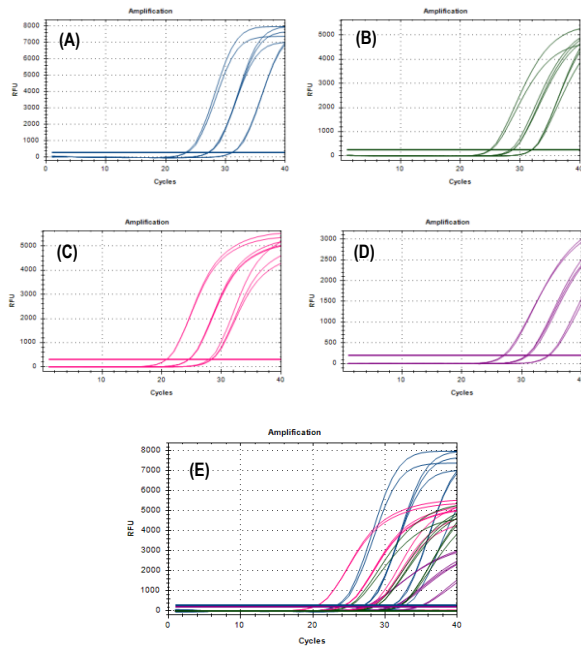 Amplification
(A)
8000
7000
6000
5000
4000
3000
2000
1000
0
RFU
0 10 20 30 40
Cycles
Amplification
(B)
5000
4000
3000
2000
1000
0
RFU
10 20 30 40
Cycles
Amplification
(C)
5000
4000
3000
2000
1000
0
RFU
10 20 30 40
Cycles
Amplification
(D)
3000
2500
2000
1500
1000
500
0
RFU
10 20 30 40
Cycles
Amplification
(E)
8000
7000
6000
5000
4000
3000
2000
1000
0
RFU
0 10 20 30 40
Cycles